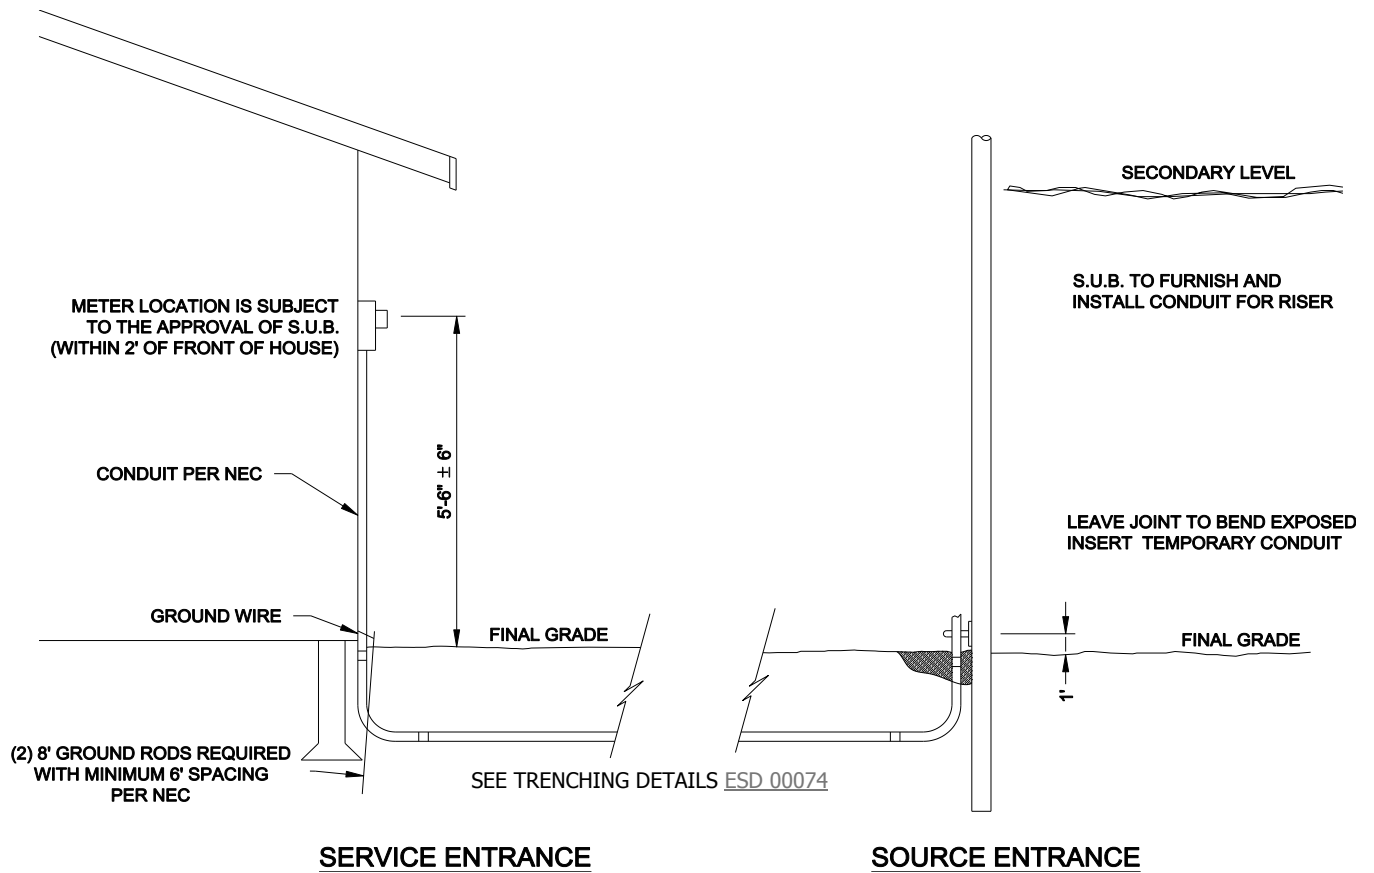 SECONDARY LEVEL
S.U.B. TO FURNISH AND
INSTALL CONDUIT FOR RISER
METER LOCATION IS SUBJECT
TO THE APPROVAL OF S.U.B.
(WITHIN 2' OF FRONT OF HOUSE)
5'-6" ± 6"
CONDUIT PER NEC
LEAVE JOINT TO BEND EXPOSED
INSERT TEMPORARY CONDUIT
GROUND WIRE
FINAL GRADE
FINAL GRADE
1'
(2) 8' GROUND RODS REQUIRED
WITH MINIMUM 6' SPACING
PER NEC
SEE TRENCHING DETAILS ESD 00074
SERVICE ENTRANCE
SOURCE ENTRANCE